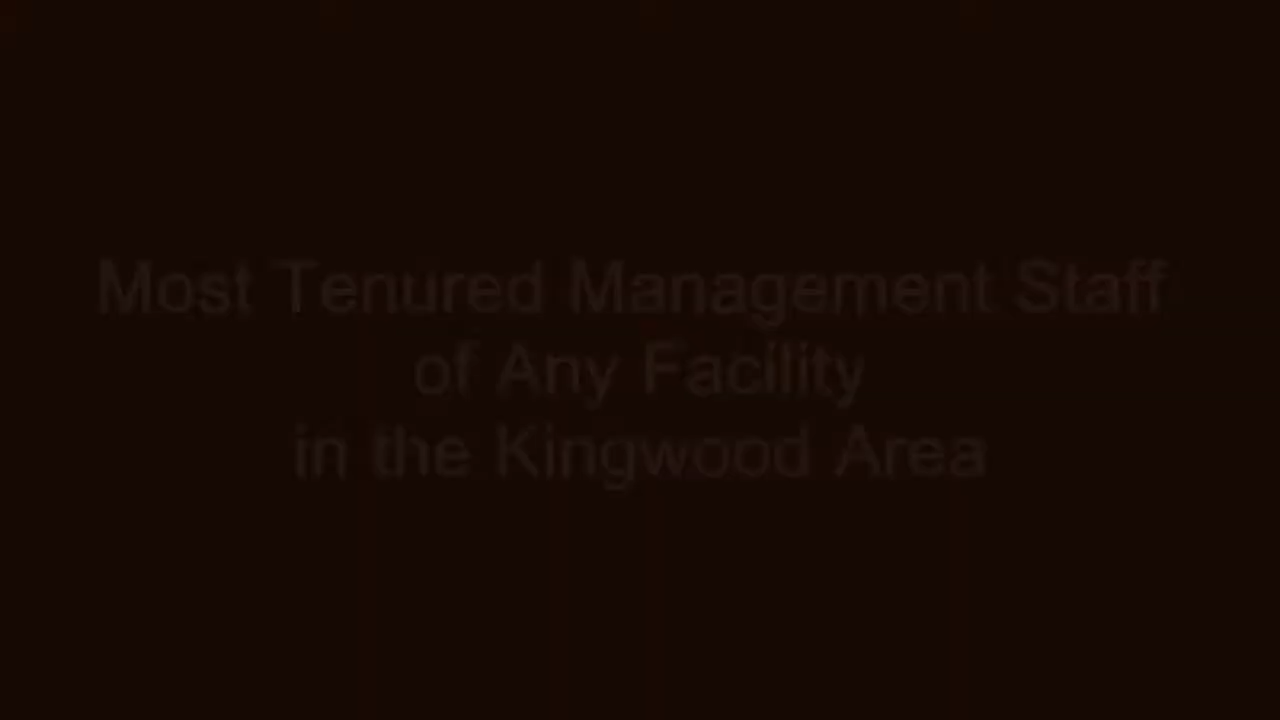 Most Tenured Management Staff
of Any Facility
in the Kingwood Area